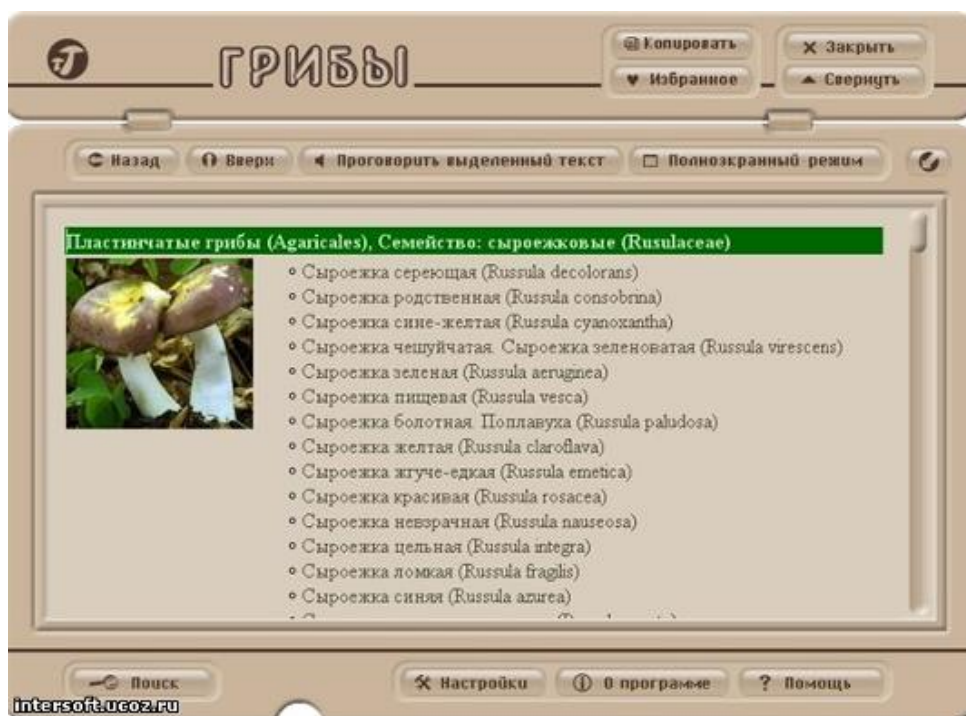 ГРИБЫ
Копировать
Закрыть
Избранное
Свернуть
Назад
Вверх
Проговорить выделенный текст
Полноэкранный режим
Пластинчатые грибы (Agaricales), Семейство: сыроежковые (Rusulaceae)
Сыроежка сереющая (Russula decolorans)
Сыроежка родственная (Russula consobrina)
Сыроежка сине-желтая (Russula cyanoxantha)
Сыроежка чешуйчатая. Сыроежка зеленоватая (Russula virescens)
Сыроежка зеленая (Russula aeruginea)
Сыроежка пищевая (Russula vesca)
Сыроежка болотная. Поплавуха (Russula paludosa)
Сыроежка желтая (Russula claroflava)
Сыроежка жгуче-едкая (Russula emetica)
Сыроежка красивая (Russula rosacea)
Сыроежка невзрачная (Russula nauseosa)
Сыроежка цельная (Russula integra)
Сыроежка ломкая (Russula fragilis)
Сыроежка синяя (Russula azurea)
Поиск
Настройки
О программе
? Помощь
intersoft.ucoz.ru